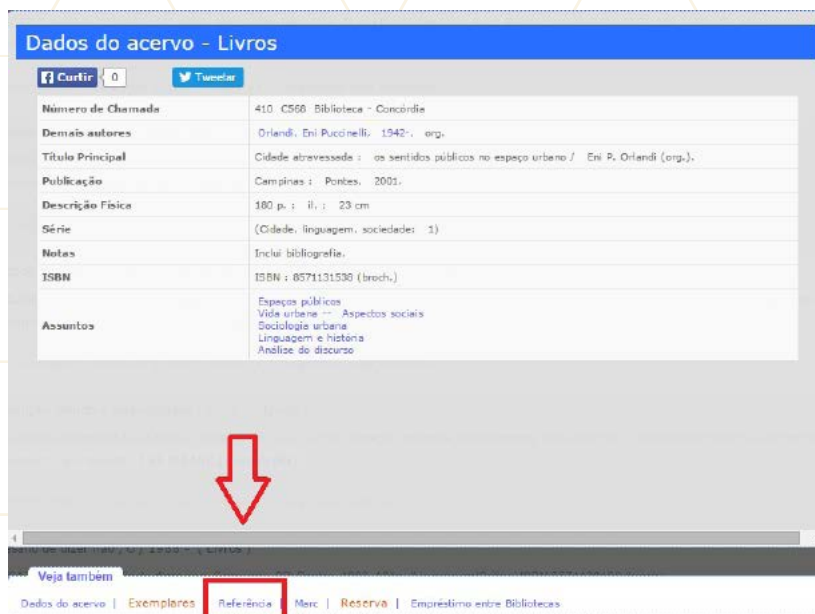 Dados do acervo - Livros
Curtir 0 Tweetar
Número de Chamada 410 C568 Biblioteca - Concórdia
Demais autores Orlandi, Eni Puccinelli, 1942-. org.
Título Principal Cidade atravessada : os sentidos públicos no espaço urbano / Eni P. Orlandi (org.).
Publicação Campinas : Pontes, 2001.
Descrição Física 180 p. : il. ; 23 cm
Série (Cidade, linguagem, sociedade; 1)
Notas Inclui bibliografia.
ISBN ISBN : 8571131538 (broch.)
Assuntos
Espaços públicos
Vida urbana -- Aspectos sociais
Sociologia urbana
Linguagem e história
Análise do discurso
Veja também
Dados do acervo | Exemplares | Referência | Marc | Reserva | Empréstimo entre Bibliotecas